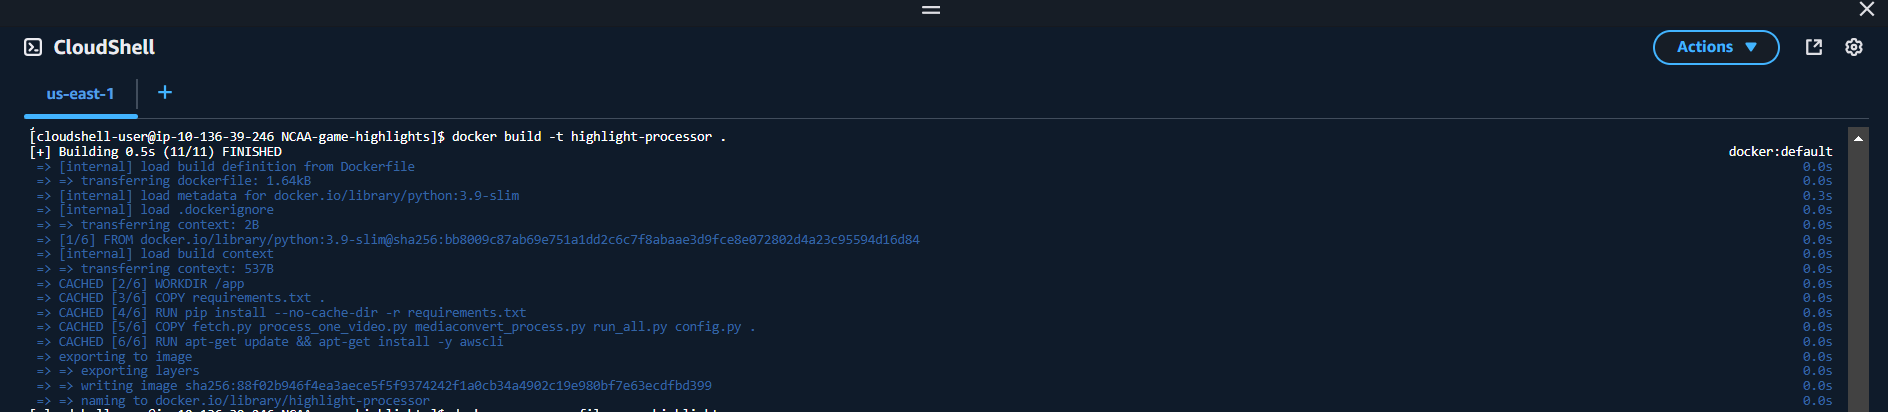 CloudShell
Actions
us-east-1
[cloudshell-user@ip-10-136-39-246 NCAA-game-highlights]$ docker build -t highlight-processor .
[+] Building 0.5s (11/11) FINISHED docker:default
=> [internal] load build definition from Dockerfile 0.0s
=> => transferring dockerfile: 1.64kB 0.0s
=> [internal] load metadata for docker.io/library/python:3.9-slim 0.3s
=> [internal] load .dockerignore 0.0s
=> => transferring context: 2B 0.0s
=> [1/6] FROM docker.io/library/python:3.9-slim@sha256:bb8009c87ab69e751a1dd2c6c7f8abaae3d9fce8e072802d4a23c95594d16d84 0.0s
=> [internal] load build context 0.0s
=> => transferring context: 537B 0.0s
=> CACHED [2/6] WORKDIR /app 0.0s
=> CACHED [3/6] COPY requirements.txt . 0.0s
=> CACHED [4/6] RUN pip install --no-cache-dir -r requirements.txt 0.0s
=> CACHED [5/6] COPY fetch.py process_one_video.py mediaconvert_process.py run_all.py config.py . 0.0s
=> CACHED [6/6] RUN apt-get update && apt-get install -y awscli 0.0s
=> exporting to image 0.0s
=> => exporting layers 0.0s
=> => writing image sha256:88f02b946f4ea3aece5f5f9374242f1a0cb34a4902c19e980bf7e63ecdfbd399 0.0s
=> => naming to docker.io/library/highlight-processor 0.0s